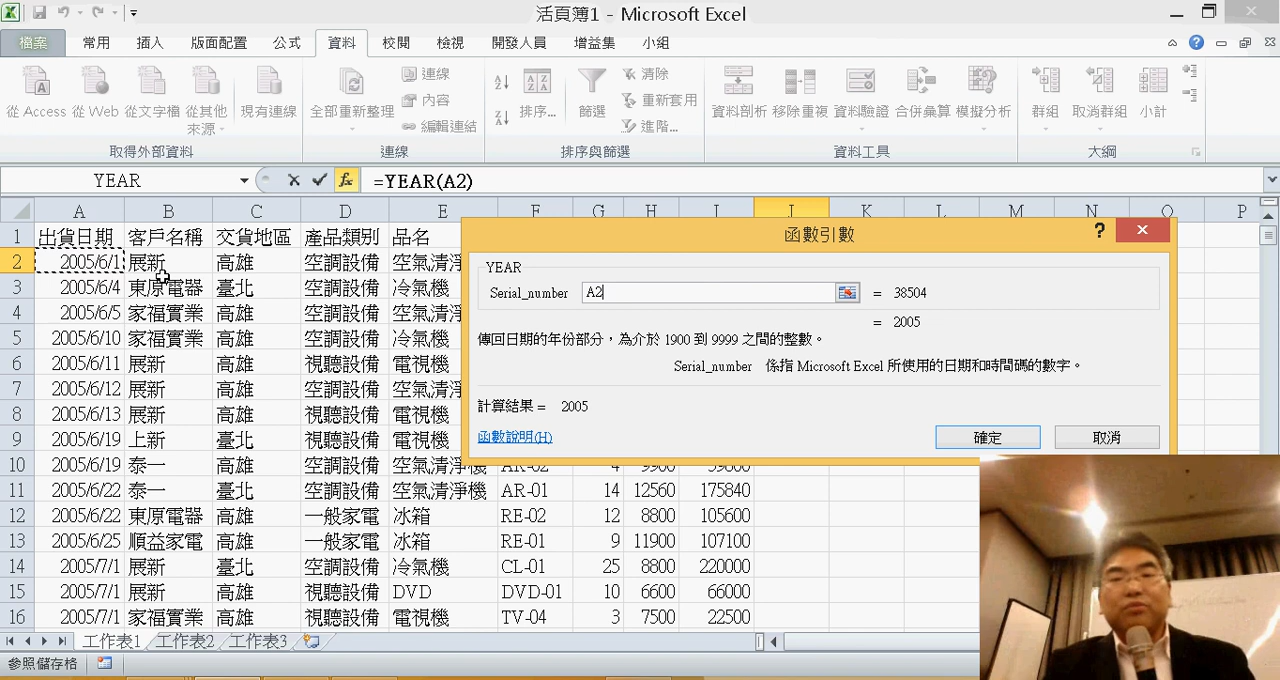 活頁簿1 - Microsoft Excel
檔案 常用 插入 版面配置 公式 資料 校閱 檢視 開發人員 增益集 小組
從 Access 從 Web 從文字檔 從其他來源 現有連線 全部重新整理 連線 內容 編輯連結 排序... 篩選 清除 重新套用 進階... 資料剖析 移除重複 資料驗證 合併彙算 模擬分析 群組 取消群組 小計
取得外部資料 連線 排序與篩選 資料工具 大綱
YEAR =YEAR(A2)
A B C D E F G H I J K L M N O P
1 出貨日期 客戶名稱 交貨地區 產品類別 品名
2 2005/6/1 展新 高雄 空調設備 空氣清淨
3 2005/6/4 東原電器 臺北 空調設備 冷氣機
4 2005/6/5 家福實業 高雄 空調設備 空氣清淨
5 2005/6/10 家福實業 高雄 空調設備 冷氣機
6 2005/6/11 展新 高雄 視聽設備 電視機
7 2005/6/12 展新 高雄 空調設備 空氣清淨
8 2005/6/13 展新 高雄 視聽設備 電視機
9 2005/6/19 上新 臺北 視聽設備 電視機
10 2005/6/19 泰一 高雄 空調設備 空氣清淨機 AR-02 4 9900 39600
11 2005/6/22 泰一 臺北 空調設備 空氣清淨機 AR-01 14 12560 175840
12 2005/6/22 東原電器 高雄 一般家電 冰箱 RE-02 12 8800 105600
13 2005/6/25 順益家電 高雄 一般家電 冰箱 RE-01 9 11900 107100
14 2005/7/1 展新 臺北 空調設備 冷氣機 CL-01 25 8800 220000
15 2005/7/1 展新 高雄 視聽設備 DVD DVD-01 10 6600 66000
16 2005/7/1 家福實業 高雄 視聽設備 電視機 TV-04 3 7500 22500
函數引數
YEAR
Serial_number A2 = 38504
= 2005
傳回日期的年份部分，為介於 1900 到 9999 之間的整數。
Serial_number 係指 Microsoft Excel 所使用的日期和時間碼的數字。
計算結果 = 2005
函數說明(H) 確定 取消
工作表1 工作表2 工作表3
參照儲存格